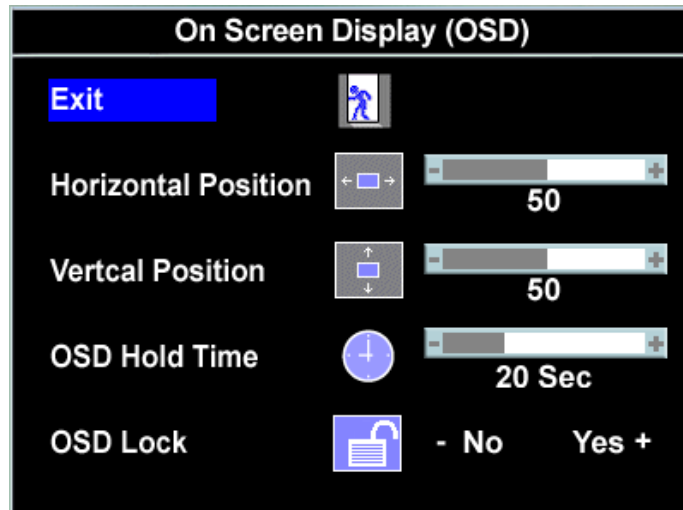 On Screen Display (OSD)
Exit
Horizontal Position - +
50
Vertcal Position - +
50
OSD Hold Time - +
20 Sec
OSD Lock - No Yes +